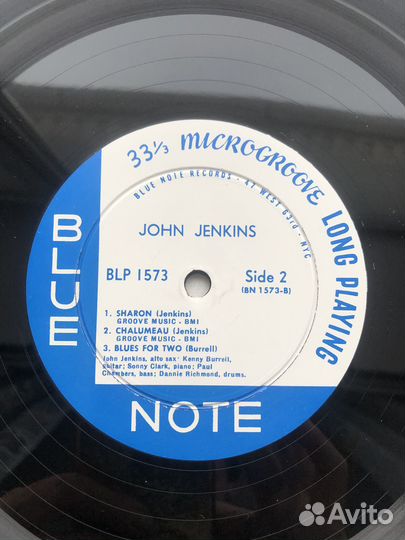 33⅓ MICROGROOVE LONG PLAYING
BLUE NOTE RECORDS · 47 WEST 63rd · NYC
JOHN JENKINS
BLP 1573 Side 2
(BN 1573-B)
1. SHARON (Jenkins)
GROOVE MUSIC - BMI
2. CHALUMEAU (Jenkins)
GROOVE MUSIC - BMI
3. BLUES FOR TWO (Burrell)
John Jenkins, alto sax · Kenny Burrell,
guitar; Sonny Clark, piano; Paul
Chambers, bass; Dannie Richmond, drums.
BLUE
NOTE
Avito